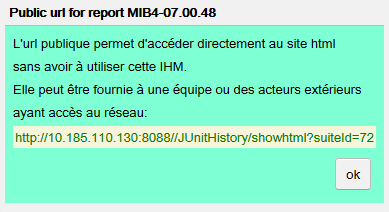 Public url for report MIB4-07.00.48
L'url publique permet d'accéder directement au site html
sans avoir à utiliser cette IHM.
Elle peut être fournie à une équipe ou des acteurs extérieurs
ayant accès au réseau:
http://10.185.110.130:8088//JUnitHistory/showhtml?suiteId=72
ok